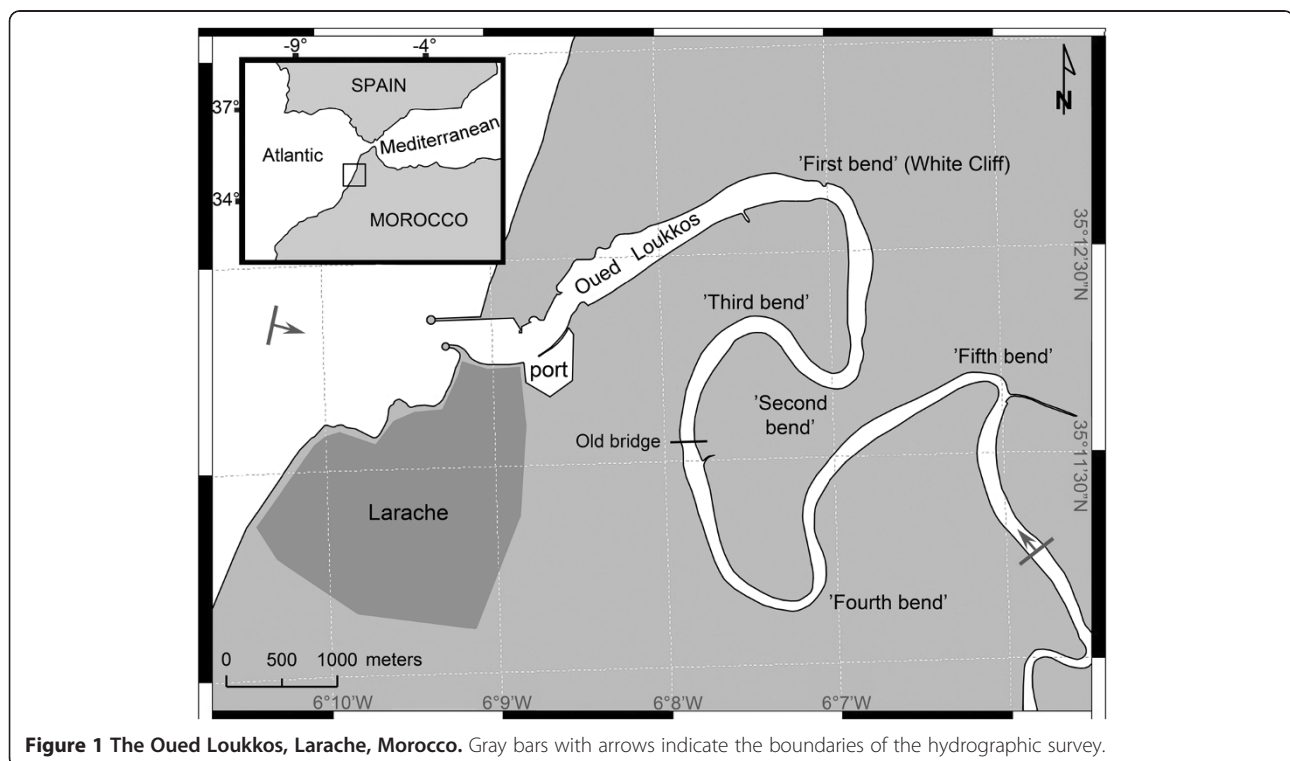 -9° -4°
SPAIN
37°
Mediterranean
Atlantic
34°
MOROCCO
N
'First bend' (White Cliff)
Oued Loukkos
35°12'30"N
'Third bend'
'Fifth bend'
port
'Second
bend'
Old bridge
35°11'30"N
Larache
'Fourth bend'
0 500 1000 meters
6°10'W 6°9'W 6°8'W 6°7'W
Figure 1 The Oued Loukkos, Larache, Morocco. Gray bars with arrows indicate the boundaries of the hydrographic survey.